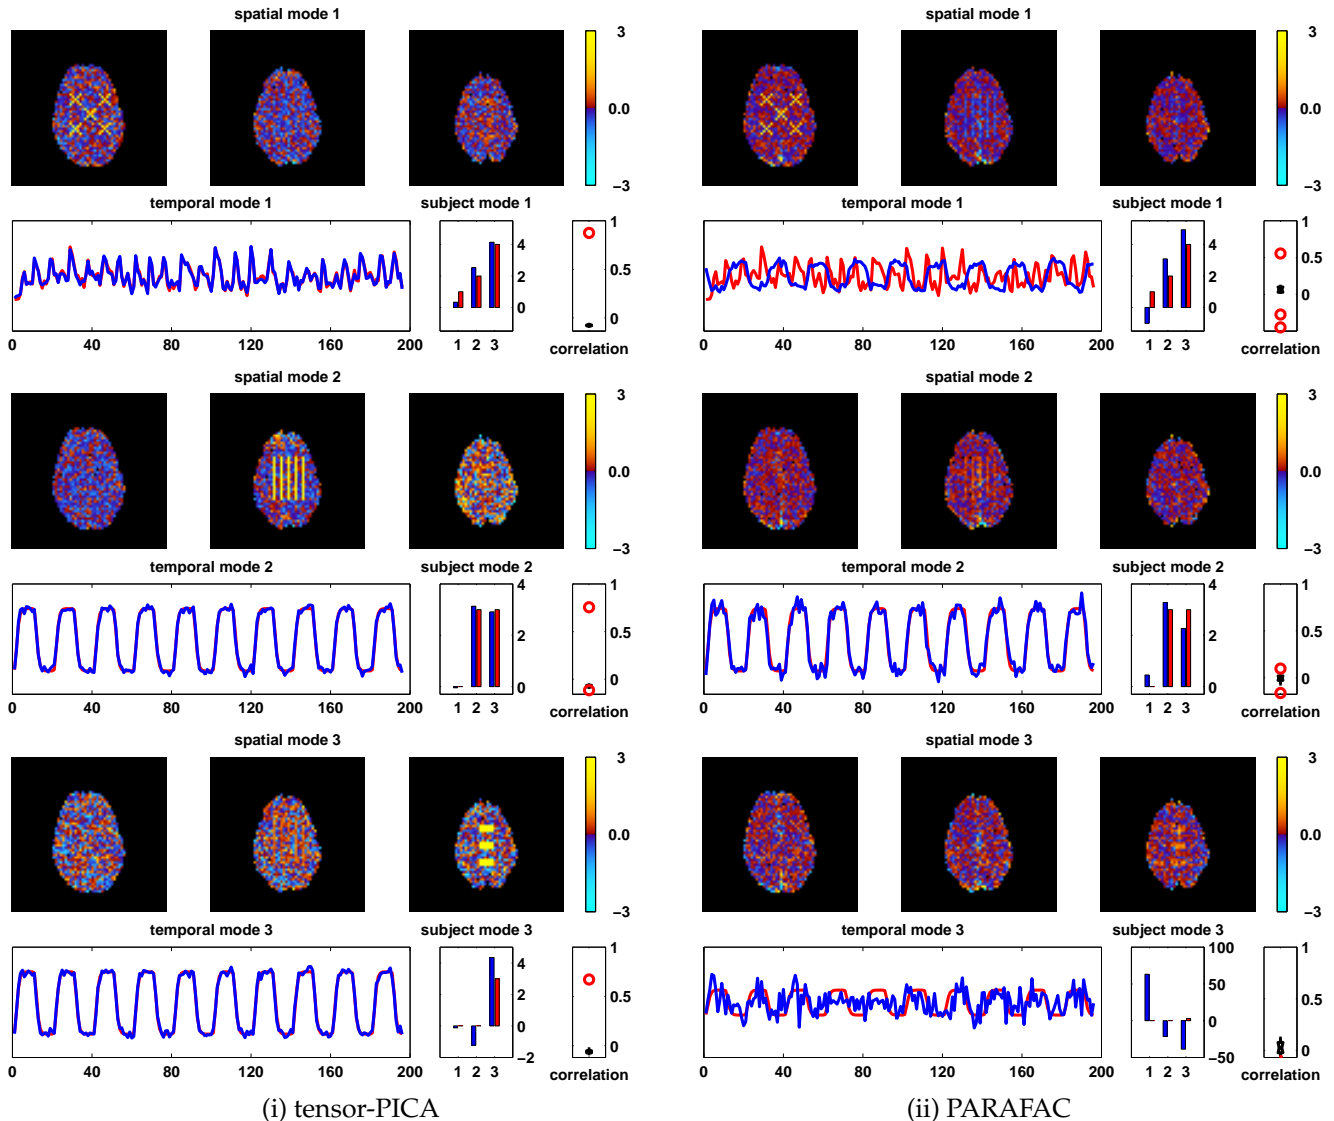 spatial mode 1
3
0.0
−3
temporal mode 1
subject mode 1
4
2
0
1
0.5
0
0 40 80 120 160 200
1 2 3
correlation
spatial mode 2
3
0.0
−3
temporal mode 2
subject mode 2
4
2
0
1
0.5
0
0 40 80 120 160 200
1 2 3
correlation
spatial mode 3
3
0.0
−3
temporal mode 3
subject mode 3
4
2
0
−2
1
0.5
0
0 40 80 120 160 200
1 2 3
correlation
(i) tensor-PICA
spatial mode 1
3
0.0
−3
temporal mode 1
subject mode 1
4
2
0
1
0.5
0
0 40 80 120 160 200
1 2 3
correlation
spatial mode 2
3
0.0
−3
temporal mode 2
subject mode 2
4
2
0
1
0.5
0
0 40 80 120 160 200
1 2 3
correlation
spatial mode 3
3
0.0
−3
temporal mode 3
subject mode 3
100
50
0
−50
1
0.5
0
0 40 80 120 160 200
1 2 3
correlation
(ii) PARAFAC